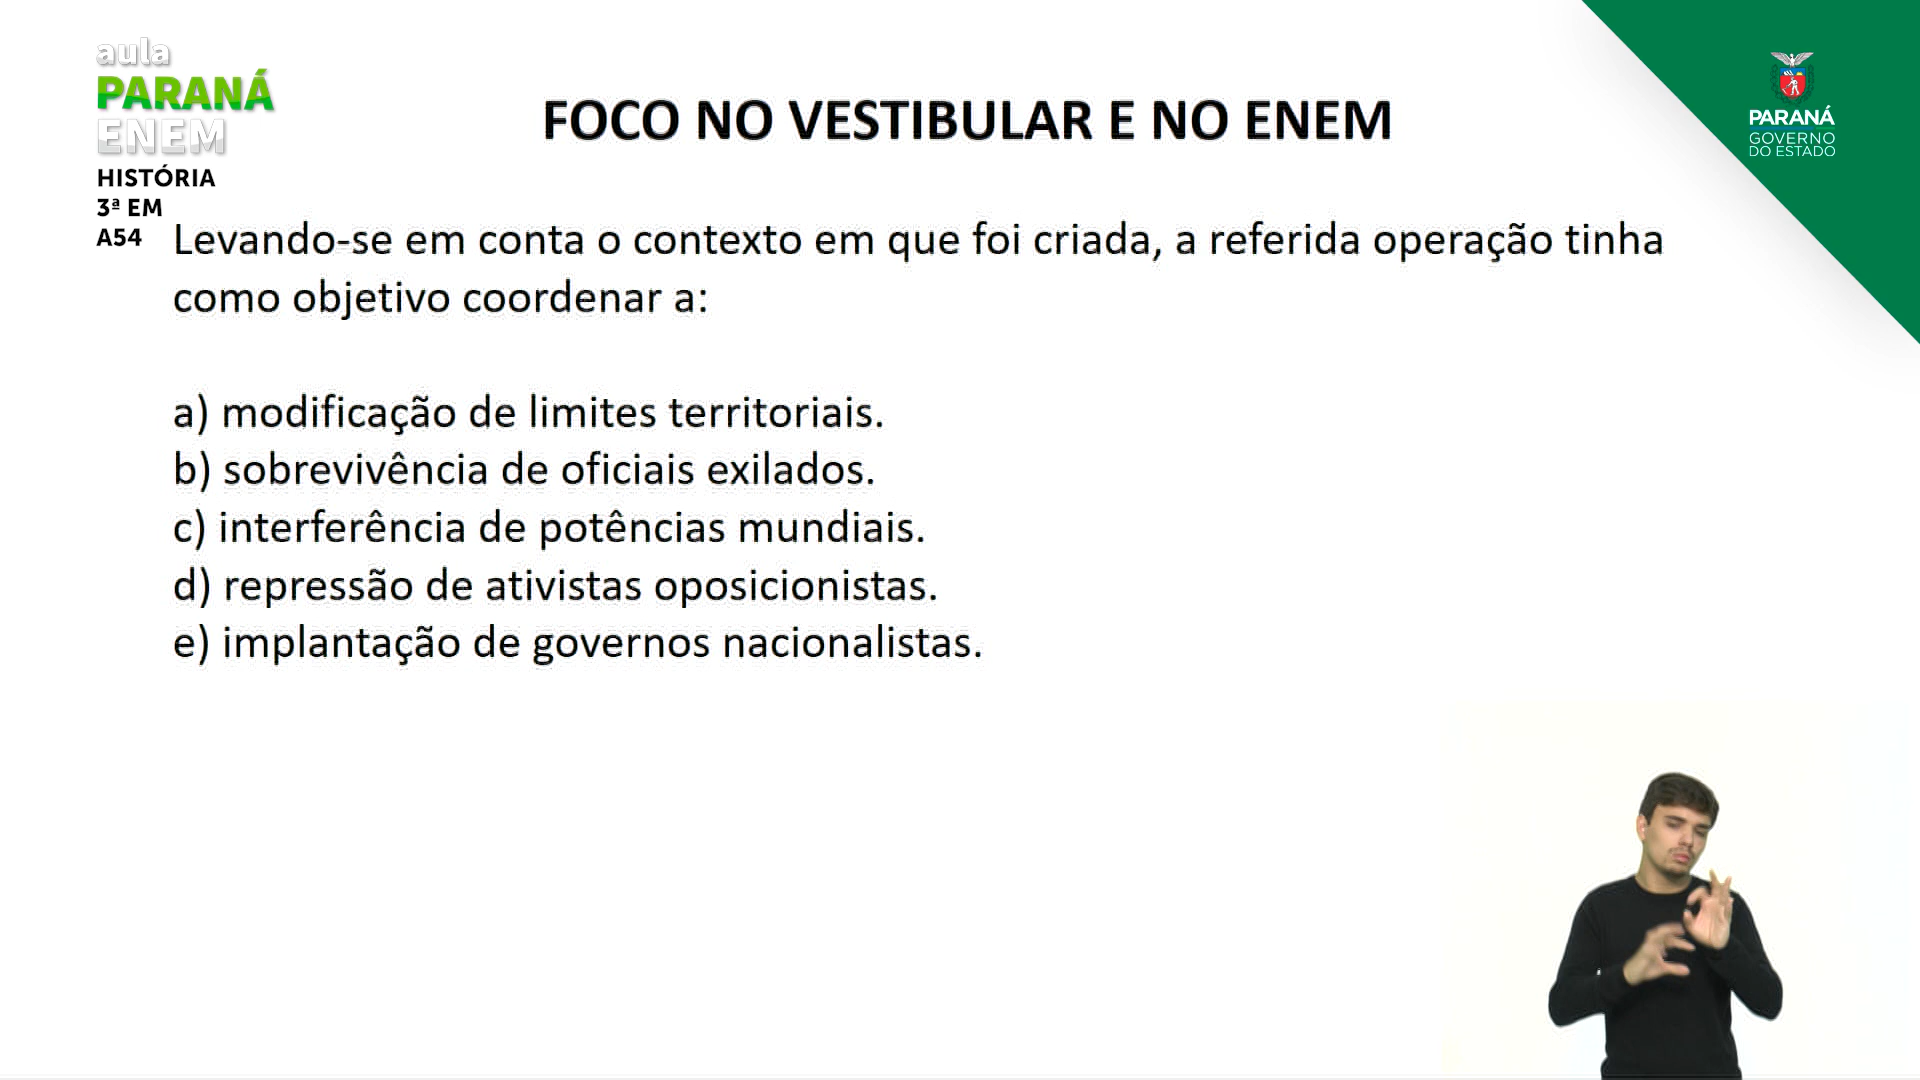 aula
PARANÁ
ENEM
HISTÓRIA
3ª EM
A54
FOCO NO VESTIBULAR E NO ENEM
PARANÁ
GOVERNO
DO ESTADO
Levando-se em conta o contexto em que foi criada, a referida operação tinha
como objetivo coordenar a:
a) modificação de limites territoriais.
b) sobrevivência de oficiais exilados.
c) interferência de potências mundiais.
d) repressão de ativistas oposicionistas.
e) implantação de governos nacionalistas.